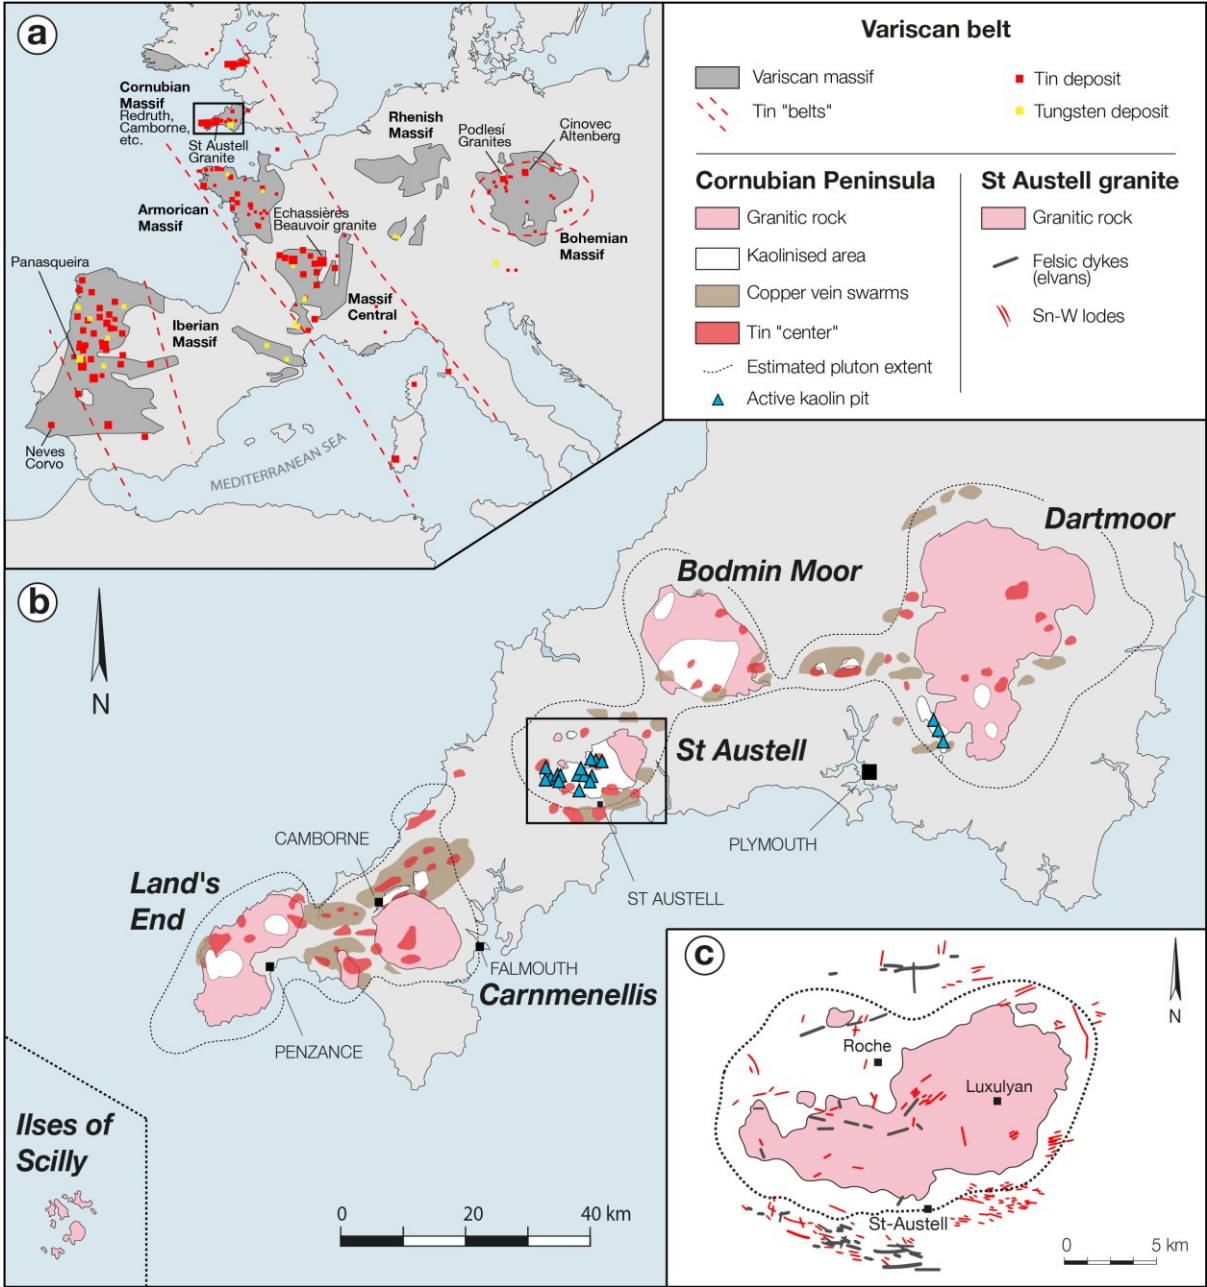 a
Cornubian
Massif
Redruth,
Camborne,
etc.
St Austell
Granite
Rhenish
Massif
Podlesí
Granites
Cinovec
Altenberg
Armorican
Massif
Echassières
Beauvoir granite
Bohemian
Massif
Panasqueira
Iberian
Massif
Massif
Central
Neves
Corvo
MEDITERRANEAN SEA
Variscan belt
Variscan massif
Tin "belts"
Tin deposit
Tungsten deposit
Cornubian Peninsula
Granitic rock
Kaolinised area
Copper vein swarms
Tin "center"
Estimated pluton extent
Active kaolin pit
St Austell granite
Granitic rock
Felsic dykes
(elvans)
Sn-W lodes
b
N
Dartmoor
Bodmin Moor
St Austell
PLYMOUTH
ST AUSTELL
CAMBORNE
Land's
End
FALMOUTH
Carnmenellis
PENZANCE
Ilses of
Scilly
0 20 40 km
c
N
Roche
Luxulyan
St-Austell
0 5 km